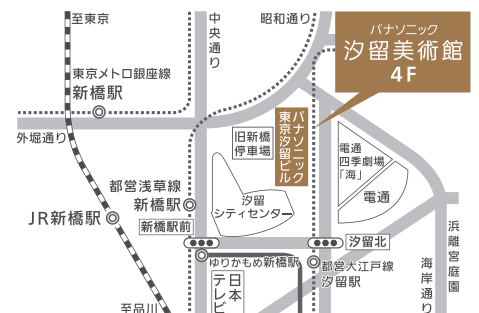 至東京
中央通り
昭和通り
パナソニック
汐留美術館
4F
東京メトロ銀座線
新橋駅
外堀通り
旧新橋
停車場
パナソニック
東京汐留ビル
電通
四季劇場
「海」
電通
都営浅草線
新橋駅
汐留
シティセンター
JR新橋駅
新橋駅前
汐留北
浜離宮庭園
海岸通り
ゆりかもめ新橋駅
都営大江戸線
汐留駅
日本
テレビ
至品川